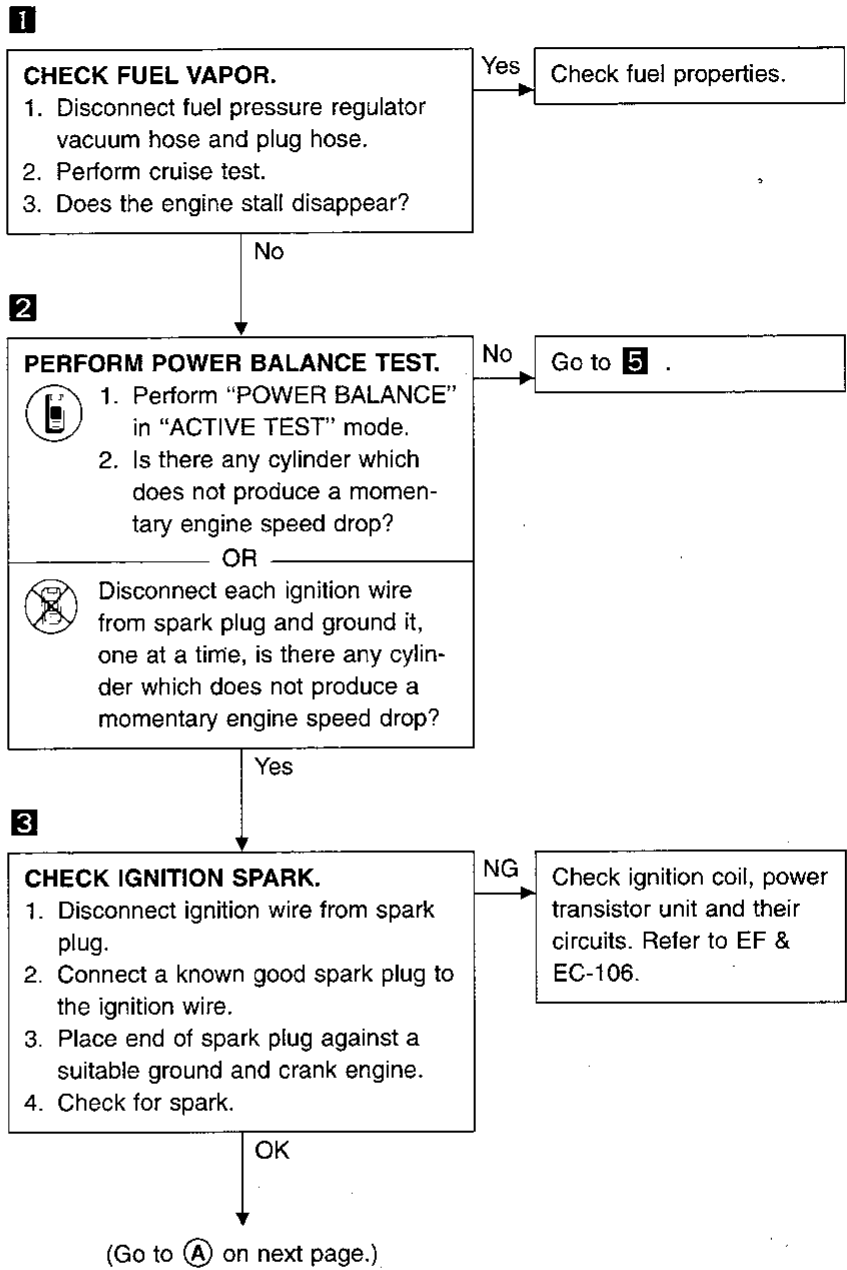 1
CHECK FUEL VAPOR.
1. Disconnect fuel pressure regulator
vacuum hose and plug hose.
2. Perform cruise test.
3. Does the engine stall disappear?
Yes
Check fuel properties.
No
2
PERFORM POWER BALANCE TEST.
1. Perform “POWER BALANCE”
in “ACTIVE TEST” mode.
2. Is there any cylinder which
does not produce a momen-
tary engine speed drop?
OR
Disconnect each ignition wire
from spark plug and ground it,
one at a time, is there any cylin-
der which does not produce a
momentary engine speed drop?
No
Go to 5 .
Yes
3
CHECK IGNITION SPARK.
1. Disconnect ignition wire from spark
plug.
2. Connect a known good spark plug to
the ignition wire.
3. Place end of spark plug against a
suitable ground and crank engine.
4. Check for spark.
NG
Check ignition coil, power
transistor unit and their
circuits. Refer to EF &
EC-106.
OK
(Go to Ⓐ on next page.)